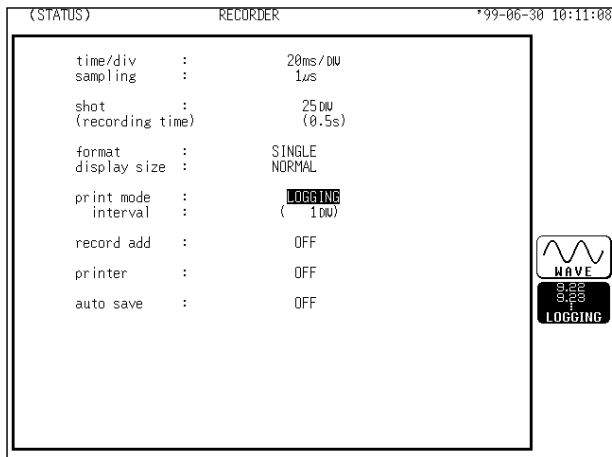 (STATUS) RECORDER '99-06-30 10:11:08
time/div : 20ms/DIV
sampling : 1µs
shot : 25DIV
(recording time) (0.5s)
format : SINGLE
display size : NORMAL
print mode : LOGGING
interval : ( 1DIV)
record add : OFF
printer : OFF
auto save : OFF
WAVE
9.22
9.23
LOGGING